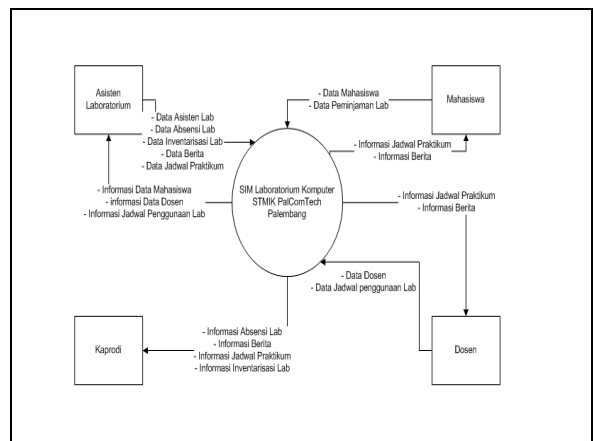 Asisten
Laboratorium
Mahasiswa
- Data Mahasiswa
- Data Peminjaman Lab
- Data Asisten Lab
- Data Absensi Lab
- Data Inventarisasi Lab
- Data Berita
- Data Jadwal Praktikum
- Informasi Jadwal Praktikum
- Informasi Berita
- Informasi Data Mahasiswa
- informasi Data Dosen
- Informasi Jadwal Penggunaan Lab
SIM Laboratorium Komputer
STMIK PalComTech
Palembang
- Informasi Jadwal Praktikum
- Informasi Berita
- Data Dosen
- Data Jadwal penggunaan Lab
Kaprodi
- Informasi Absensi Lab
- Informasi Berita
- Informasi Jadwal Praktikum
- Informasi Inventarisasi Lab
Dosen